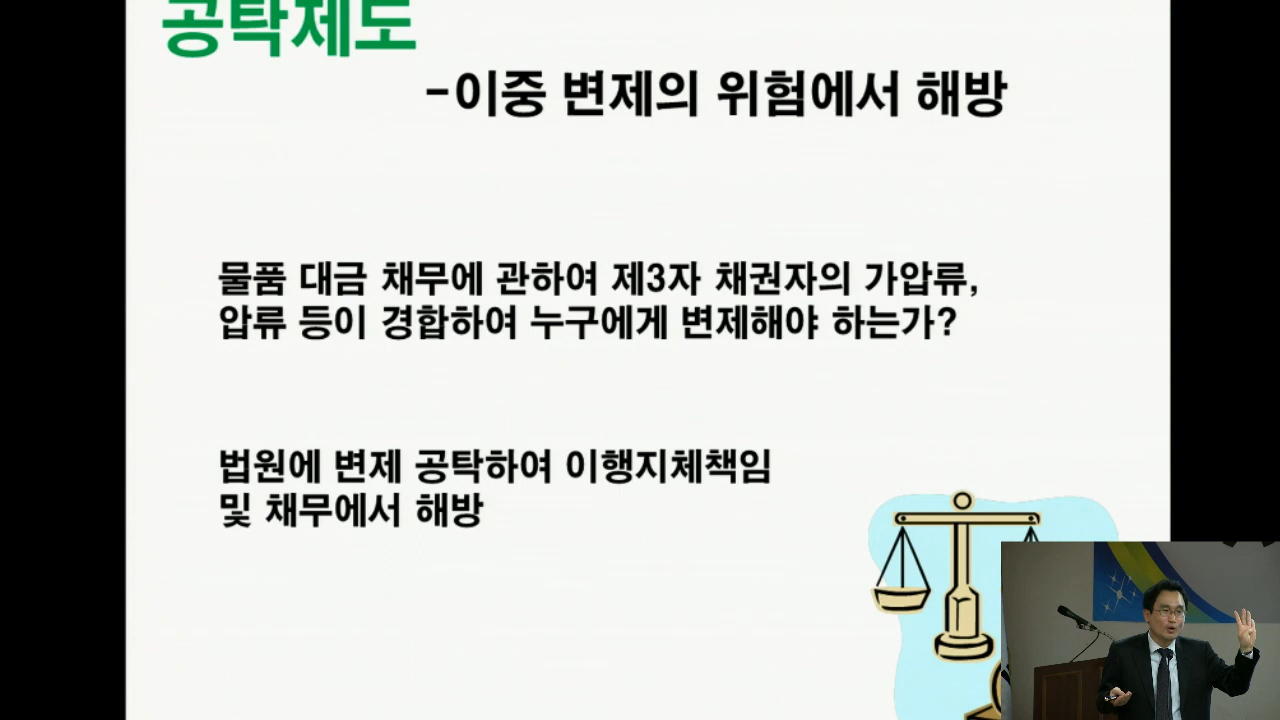 공탁제도
-이중 변제의 위험에서 해방
물품 대금 채무에 관하여 제3자 채권자의 가압류,
압류 등이 경합하여 누구에게 변제해야 하는가?
법원에 변제 공탁하여 이행지체책임
및 채무에서 해방